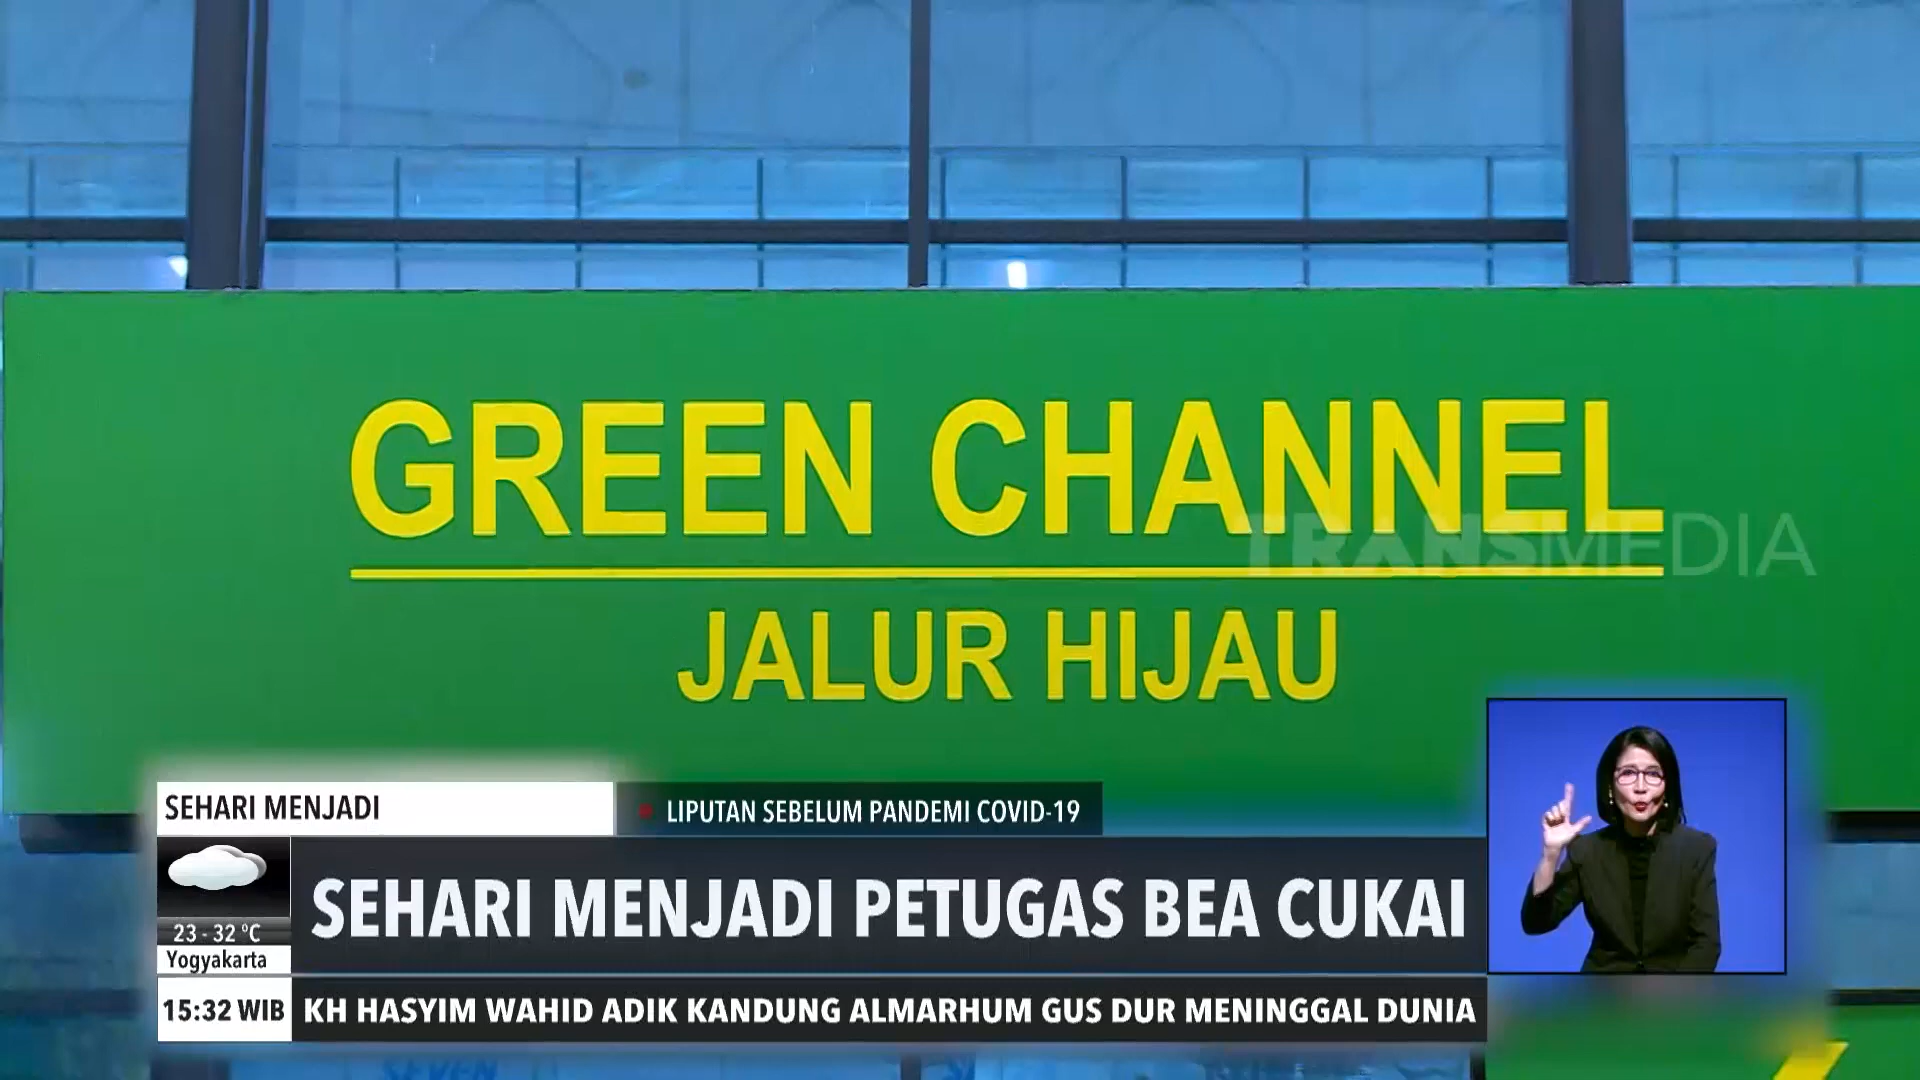 GREEN CHANNEL
TRANSMEDIA
JALUR HIJAU
SEHARI MENJADI
LIPUTAN SEBELUM PANDEMI COVID-19
SEHARI MENJADI PETUGAS BEA CUKAI
23 - 32 °C
Yogyakarta
15:32 WIB
KH HASYIM WAHID ADIK KANDUNG ALMARHUM GUS DUR MENINGGAL DUNIA
SEVEN